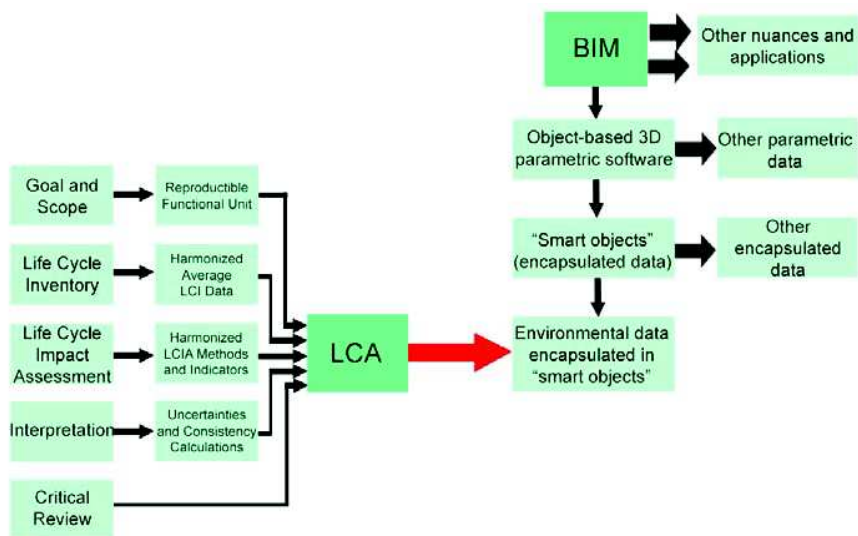 BIM
Other nuances and
applications
Object-based 3D
parametric software
Other parametric
data
Goal and
Scope
Reproductible
Functional Unit
"Smart objects"
(encapsulated data)
Other
encapsulated
data
Life Cycle
Inventory
Harmonized
Average
LCI Data
Life Cycle
Impact
Assessment
Harmonized
LCIA Methods
and Indicators
LCA
Environmental data
encapsulated in
"smart objects"
Interpretation
Uncertainties
and Consistency
Calculations
Critical
Review